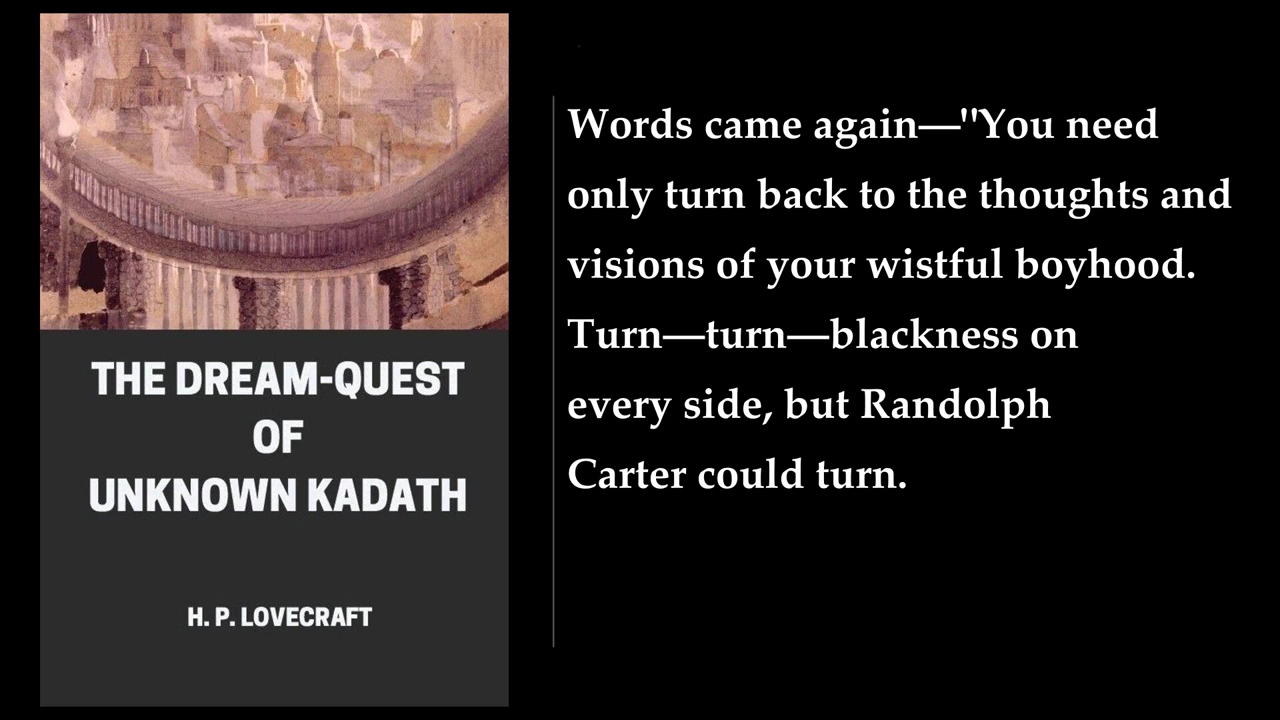 THE DREAM-QUEST
OF
UNKNOWN KADATH
H. P. LOVECRAFT
Words came again—"You need
only turn back to the thoughts and
visions of your wistful boyhood.
Turn—turn—blackness on
every side, but Randolph
Carter could turn.